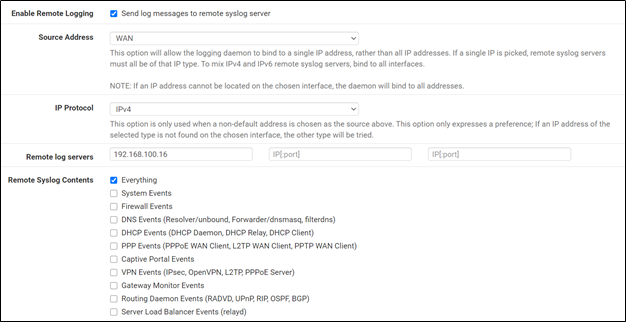 Enable Remote Logging Send log messages to remote syslog server
Source Address WAN
This option will allow the logging daemon to bind to a single IP address, rather than all IP addresses. If a single IP is picked, remote syslog servers
must all be of that IP type. To mix IPv4 and IPv6 remote syslog servers, bind to all interfaces.
NOTE: If an IP address cannot be located on the chosen interface, the daemon will bind to all addresses.
IP Protocol IPv4
This option is only used when a non-default address is chosen as the source above. This option only expresses a preference; If an IP address of the
selected type is not found on the chosen interface, the other type will be tried.
Remote log servers 192.168.100.16 IP[:port] IP[:port]
Remote Syslog Contents Everything
System Events
Firewall Events
DNS Events (Resolver/unbound, Forwarder/dnsmasq, filterdns)
DHCP Events (DHCP Daemon, DHCP Relay, DHCP Client)
PPP Events (PPPoE WAN Client, L2TP WAN Client, PPTP WAN Client)
Captive Portal Events
VPN Events (IPsec, OpenVPN, L2TP, PPPoE Server)
Gateway Monitor Events
Routing Daemon Events (RADVD, UPnP, RIP, OSPF, BGP)
Server Load Balancer Events (relayd)